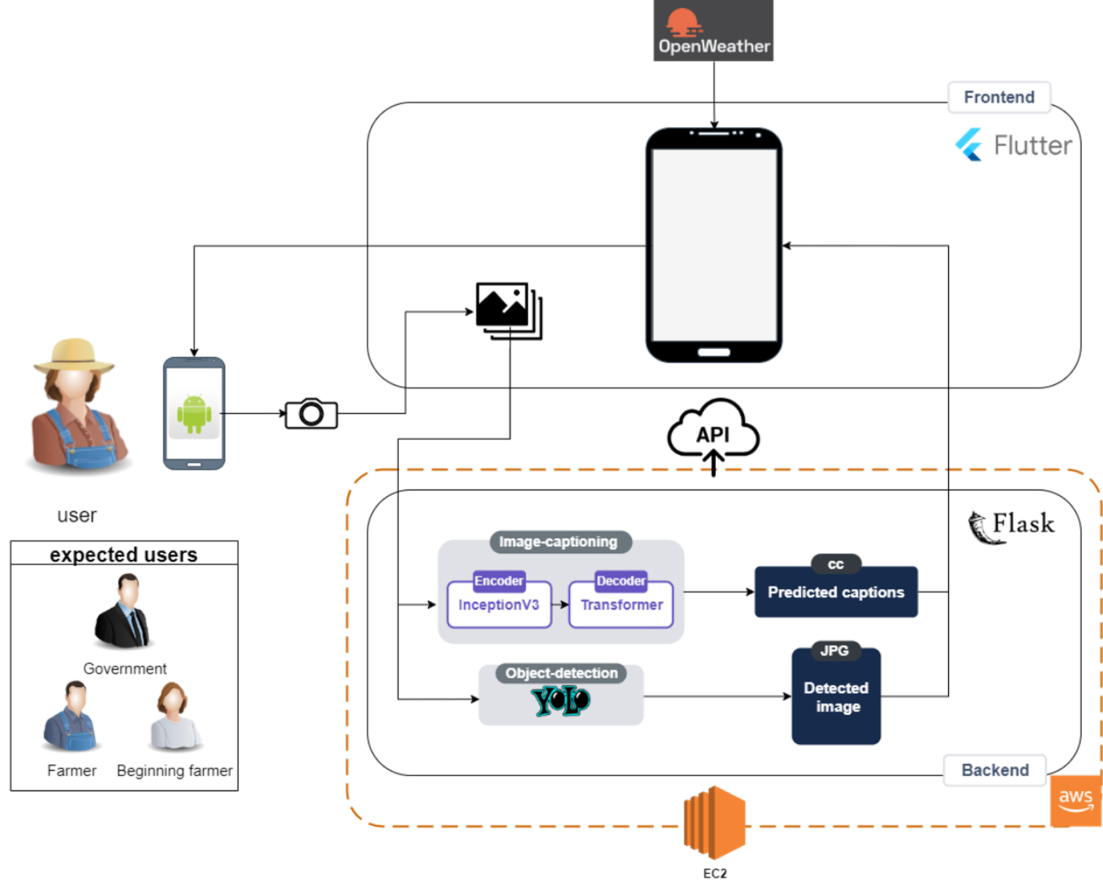 OpenWeather
Frontend
Flutter
API
user
Flask
expected users
Government
Farmer
Beginning farmer
Image-captioning
Encoder
InceptionV3
Decoder
Transformer
cc
Predicted captions
Object-detection
YOLO
JPG
Detected
image
Backend
aws
EC2